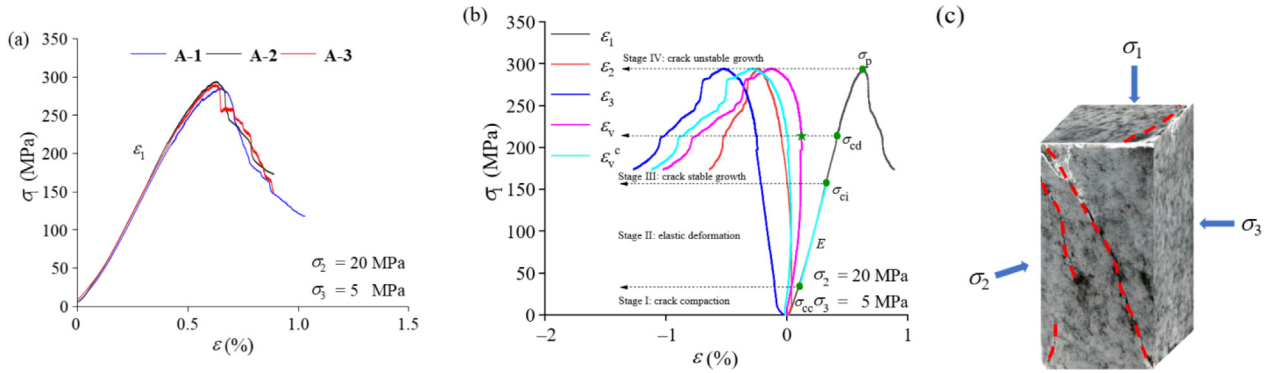 (a)
A-1 A-2 A-3
350
300
250
200
150
100
50
0
σ1 (MPa)
ε1
σ2 = 20 MPa
σ3 = 5 MPa
0 0.5 1.0 1.5
ε (%)
(b)
350
300
250
200
150
100
50
0
σ1 (MPa)
ε1
ε2
ε3
εv
εv c
Stage IV: crack unstable growth
σp
σcd
Stage III: crack stable growth
σci
Stage II: elastic deformation
E
σ2 = 20 MPa
σcc σ3 = 5 MPa
Stage I: crack compaction
−2 −1 0 1
ε (%)
(c)
σ1
σ3
σ2